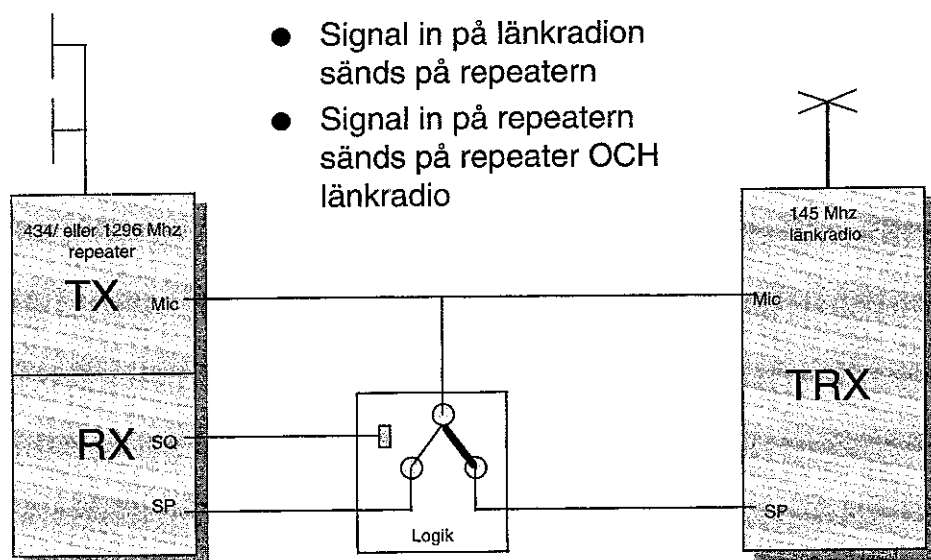 ● Signal in på länkradion
sänds på repeatern
● Signal in på repeatern
sänds på repeater OCH
länkradio
434/ eller 1296 Mhz
repeater
TX
Mic
RX
SQ
SP
Logik
145 Mhz
länkradio
Mic
TRX
SP